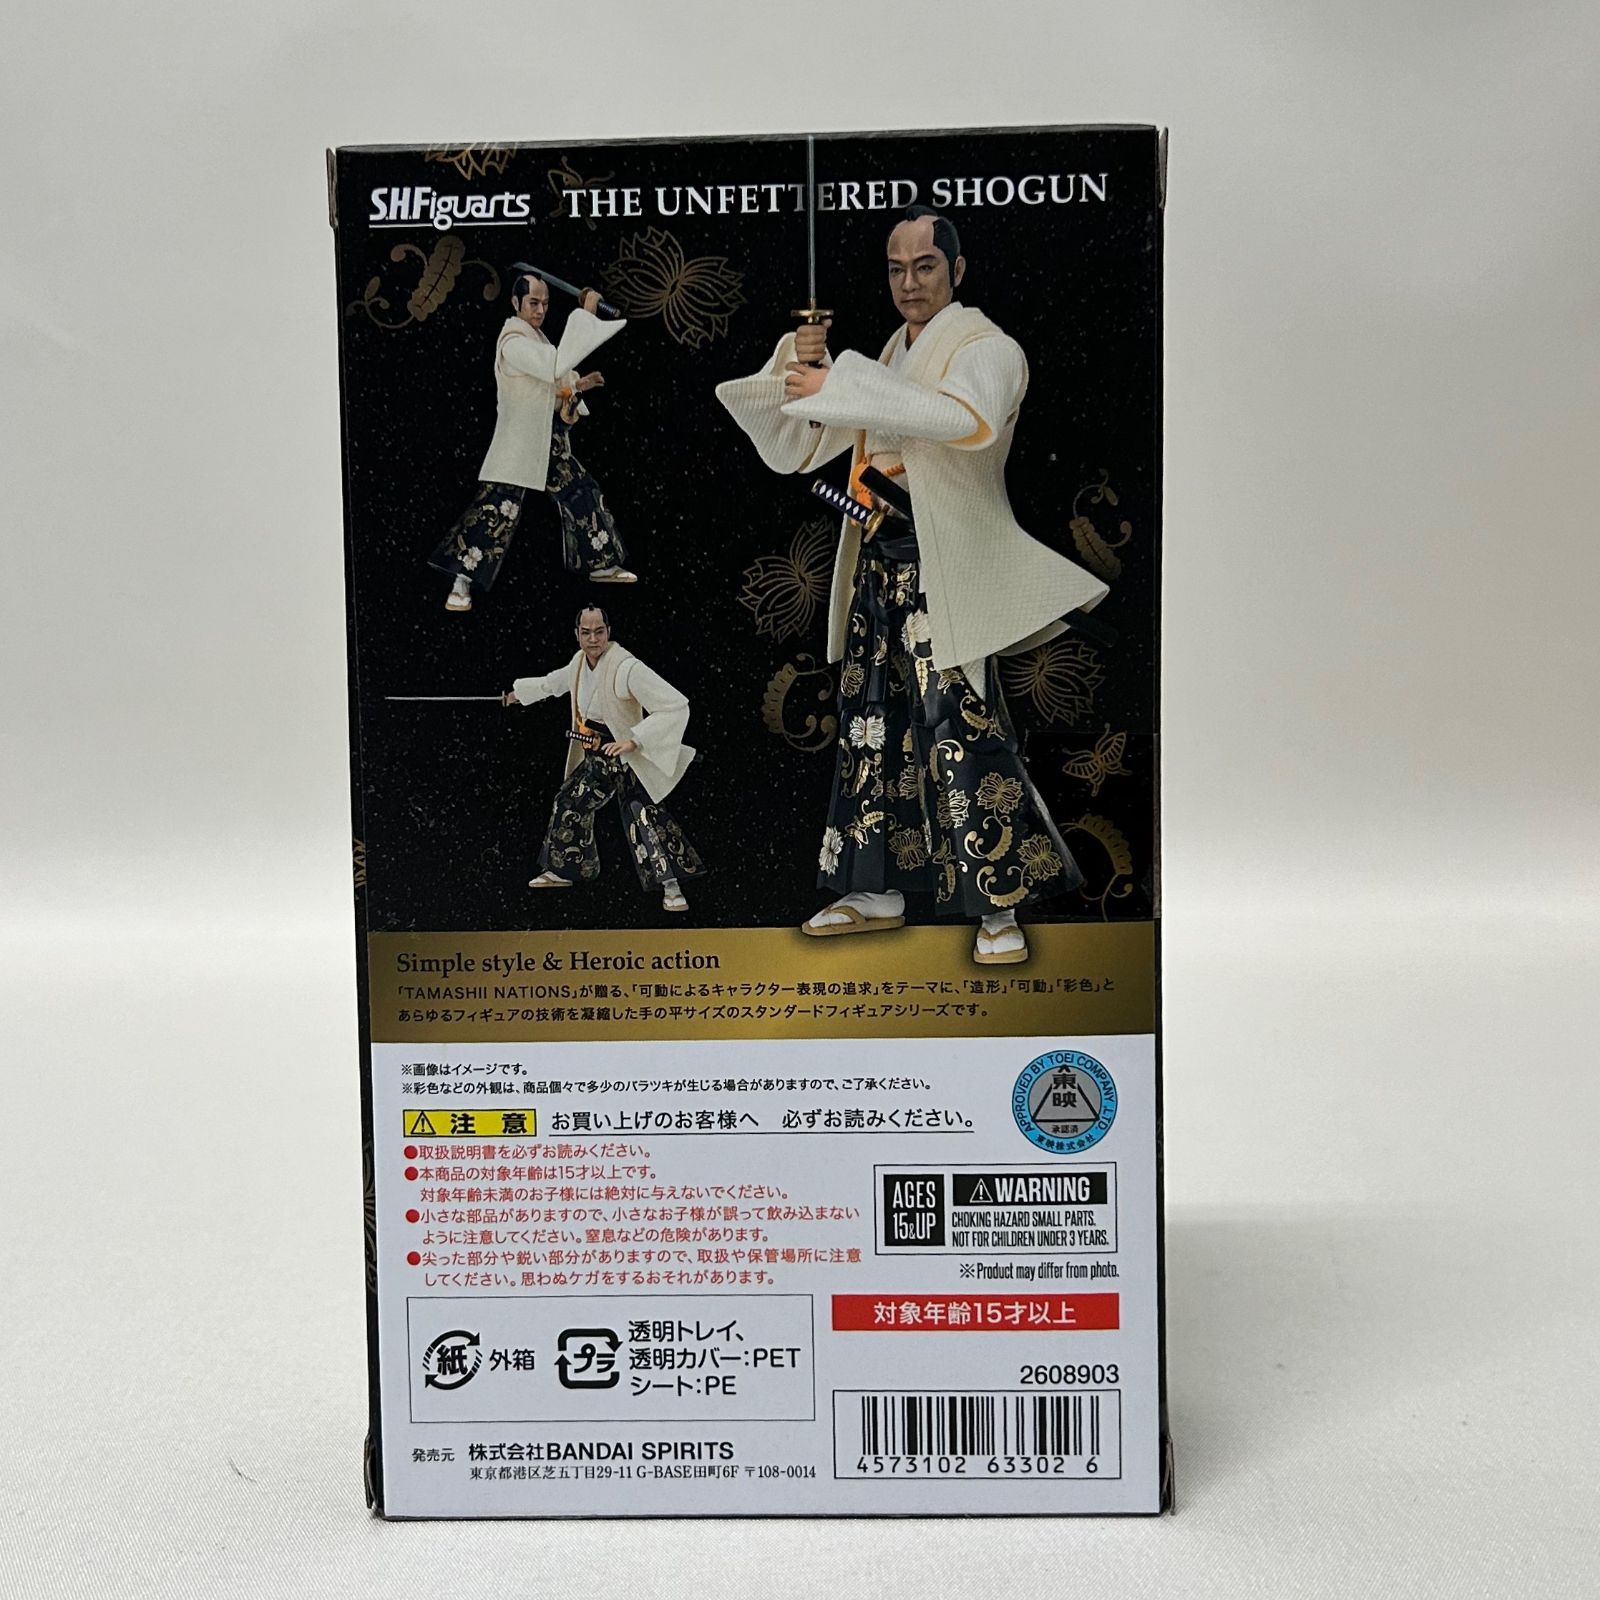 S.H.Figuarts THE UNFETTERED SHOGUN
Simple style & Heroic action
「TAMASHII NATIONS」が贈る、「可動によるキャラクター表現の追求」をテーマに、「造形」「可動」「彩色」と
あらゆるフィギュアの技術を凝縮した手の平サイズのスタンダードフィギュアシリーズです。
※画像はイメージです。
※彩色などの外観は、商品個々で多少のバラツキが生じる場合がありますので、ご了承ください。
⚠注意 お買い上げのお客様へ 必ずお読みください。
●取扱説明書を必ずお読みください。
●本商品の対象年齢は15才以上です。
対象年齢未満のお子様には絶対に与えないでください。
●小さな部品がありますので、小さなお子様が誤って飲み込まない
ように注意してください。窒息などの危険があります。
●尖った部分や鋭い部分がありますので、取扱や保管場所に注意
してください。思わぬケガをするおそれがあります。
APPROVED BY TOEI COMPANY, LTD.
東映
承認済
東映株式会社
AGES
15&UP
⚠WARNING
CHOKING HAZARD SMALL PARTS.
NOT FOR CHILDREN UNDER 3 YEARS.
※Product may differ from photo.
対象年齢15才以上
紙 外箱
プラ 透明トレイ、
透明カバー:PET
シート:PE
2608903
4573102 63302 6
発売元 株式会社BANDAI SPIRITS
東京都港区芝五丁目29-11 G-BASE田町6F 〒108-0014